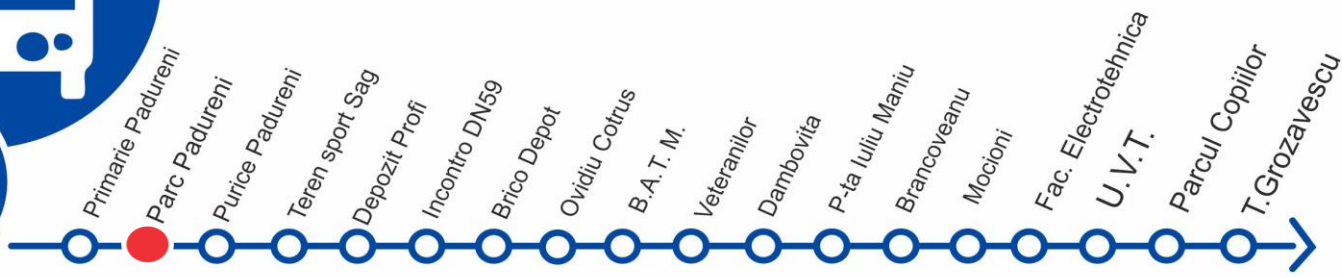 Primarie Padureni
Parc Padureni
Purice Padureni
Teren sport Sag
Depozit Profi
Incontro DN59
Brico Depot
Ovidiu Cotrus
B.A.T.M.
Veteranilor
Dambovita
P-ta Iuliu Maniu
Brancoveanu
Mocioni
Fac. Electrotehnica
U.V.T.
Parcul Copiilor
T.Grozavescu